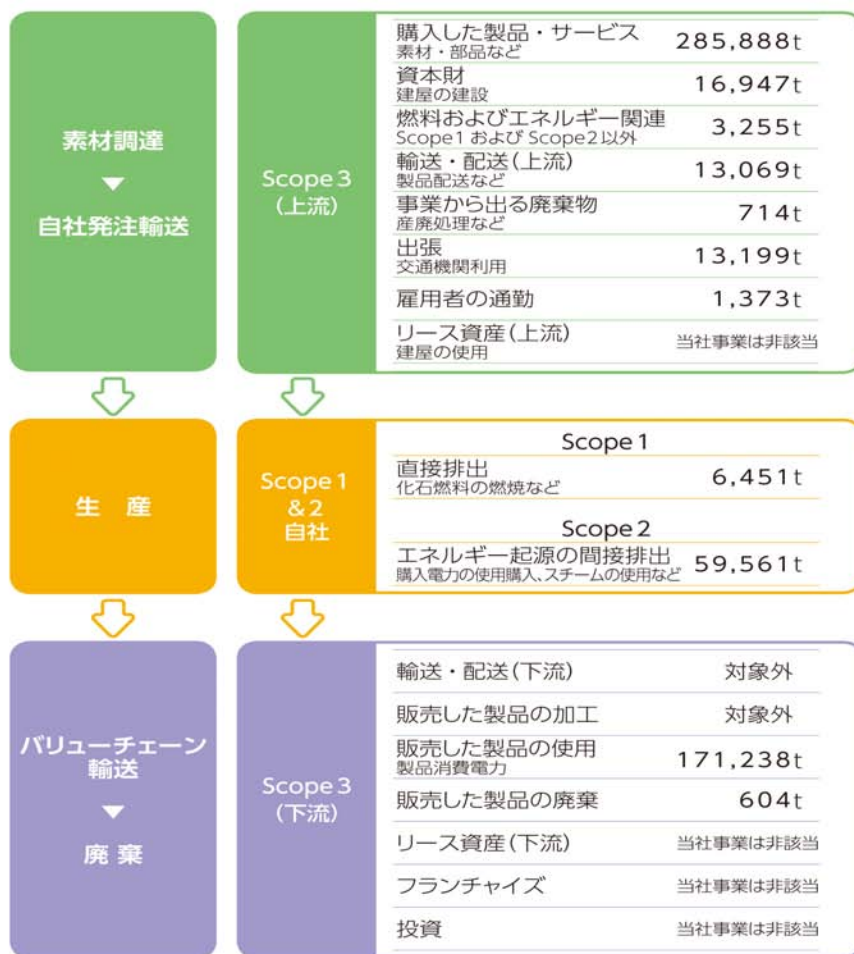 素材調達
▼
自社発注輸送
Scope3
(上流)
購入した製品・サービス 285,888t
素材・部品など
資本財 16,947t
建屋の建設
燃料およびエネルギー関連 3,255t
Scope1 および Scope2以外
輸送・配送(上流) 13,069t
製品配送など
事業から出る廃棄物 714t
産廃処理など
出張 13,199t
交通機関利用
雇用者の通勤 1,373t
リース資産(上流) 当社事業は非該当
建屋の使用
生 産
Scope1
&2
自社
Scope1
直接排出 6,451t
化石燃料の燃焼など
Scope2
エネルギー起源の間接排出 59,561t
購入電力の使用購入、スチームの使用など
バリューチェーン
輸送
▼
廃 棄
Scope3
(下流)
輸送・配送(下流) 対象外
販売した製品の加工 対象外
販売した製品の使用 171,238t
製品消費電力
販売した製品の廃棄 604t
リース資産(下流) 当社事業は非該当
フランチャイズ 当社事業は非該当
投資 当社事業は非該当